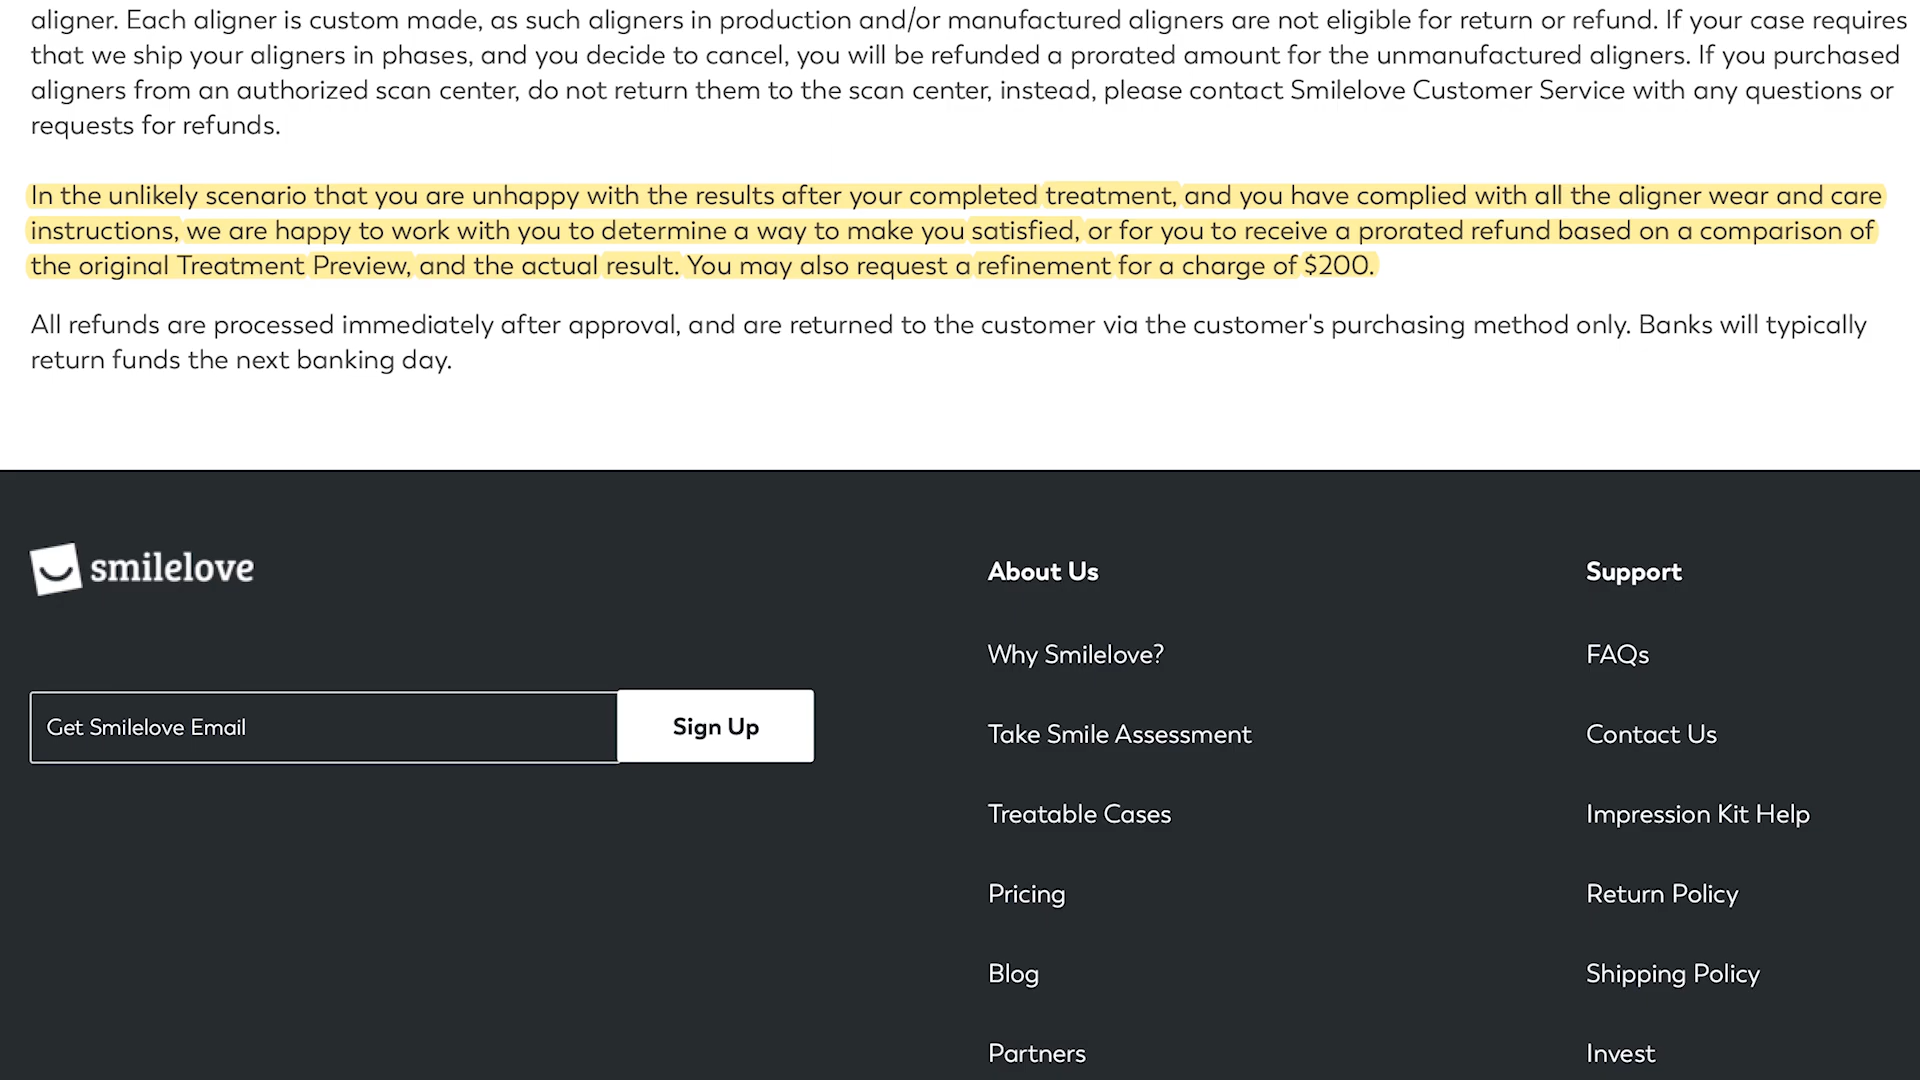 aligner. Each aligner is custom made, as such aligners in production and/or manufactured aligners are not eligible for return or refund. If your case requires
that we ship your aligners in phases, and you decide to cancel, you will be refunded a prorated amount for the unmanufactured aligners. If you purchased
aligners from an authorized scan center, do not return them to the scan center, instead, please contact Smilelove Customer Service with any questions or
requests for refunds.
In the unlikely scenario that you are unhappy with the results after your completed treatment, and you have complied with all the aligner wear and care
instructions, we are happy to work with you to determine a way to make you satisfied, or for you to receive a prorated refund based on a comparison of
the original Treatment Preview, and the actual result. You may also request a refinement for a charge of $200.
All refunds are processed immediately after approval, and are returned to the customer via the customer's purchasing method only. Banks will typically
return funds the next banking day.
smilelove
Get Smilelove Email
Sign Up
About Us
Why Smilelove?
Take Smile Assessment
Treatable Cases
Pricing
Blog
Partners
Support
FAQs
Contact Us
Impression Kit Help
Return Policy
Shipping Policy
Invest